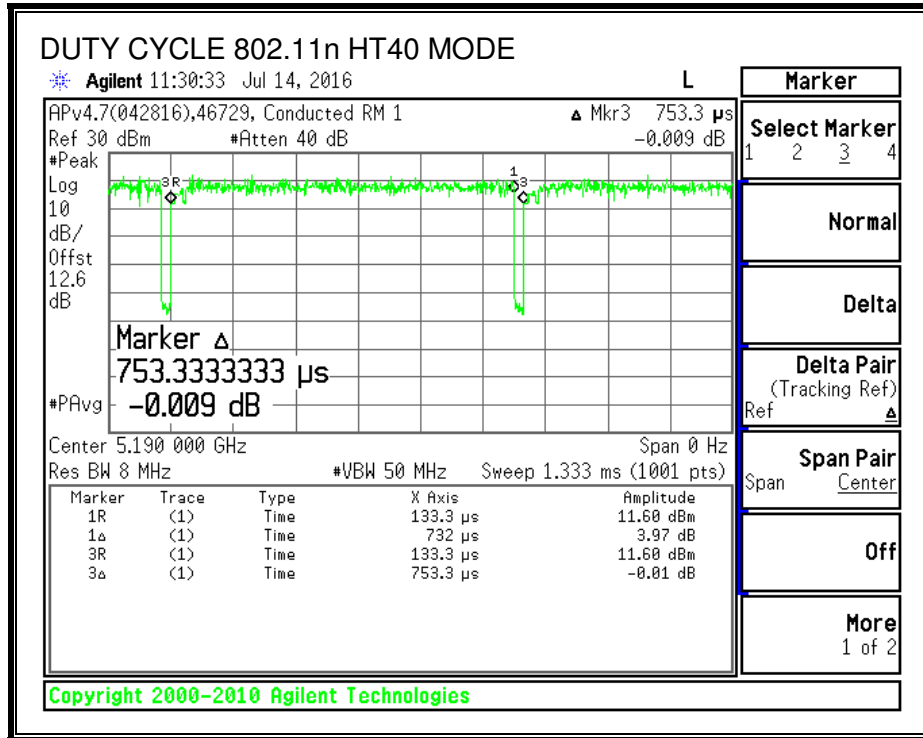 DUTY CYCLE 802.11n HT40 MODE
Agilent 11:30:33 Jul 14, 2016 L
APv4.7(042816),46729, Conducted RM 1 Δ Mkr3 753.3 µs
Ref 30 dBm #Atten 40 dB -0.009 dB
#Peak
Log
10
dB/
Offst
12.6
dB
3R
1
3
Marker Δ
753.3333333 µs
-0.009 dB
#PAvg
Center 5.190 000 GHz Span 0 Hz
Res BW 8 MHz #VBW 50 MHz Sweep 1.333 ms (1001 pts)
Marker Trace Type X Axis Amplitude
1R (1) Time 133.3 µs 11.60 dBm
1Δ (1) Time 732 µs 3.97 dB
3R (1) Time 133.3 µs 11.60 dBm
3Δ (1) Time 753.3 µs -0.01 dB
Marker
Select Marker
1 2 3 4
Normal
Delta
Delta Pair
(Tracking Ref)
Ref Δ
Span Pair
Span Center
Off
More
1 of 2
Copyright 2000-2010 Agilent Technologies